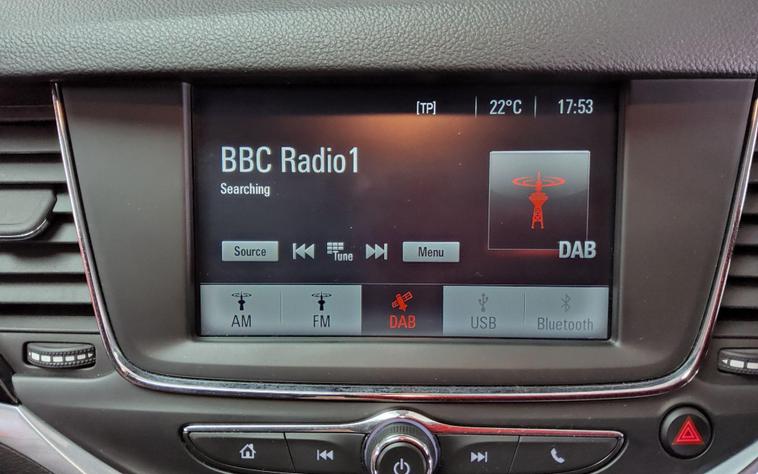 [TP] 22°C 17:53
BBC Radio1
Searching
DAB
Source Tune Menu
AM FM DAB USB Bluetooth